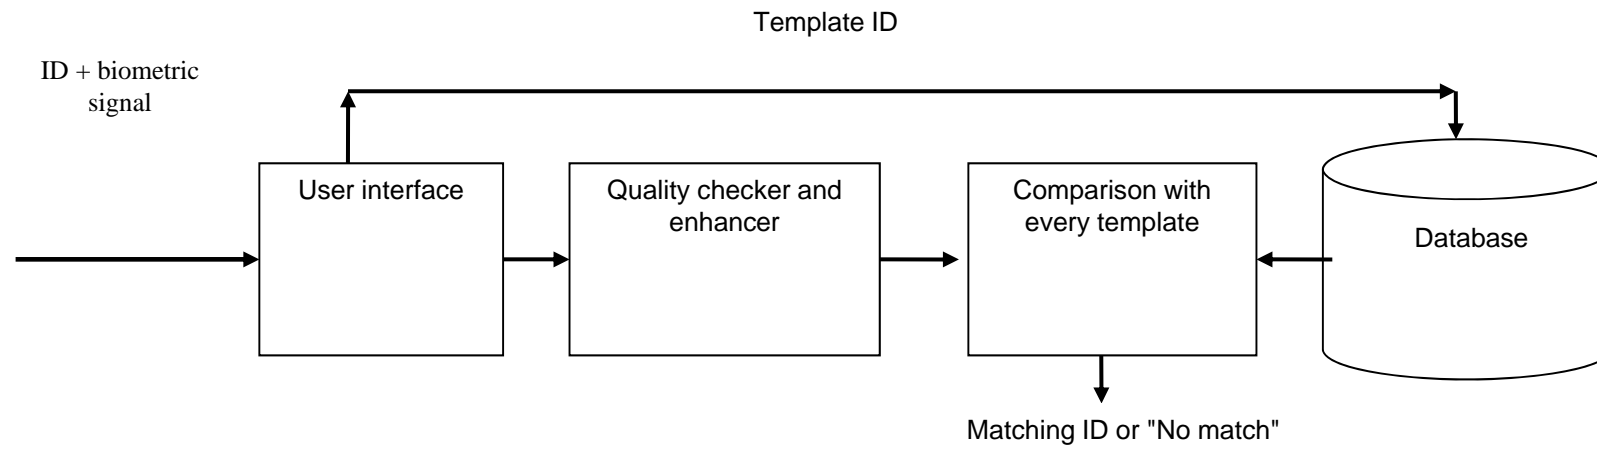 Template ID
ID + biometric
signal
User interface
Quality checker and
enhancer
Comparison with
every template
Database
Matching ID or "No match"